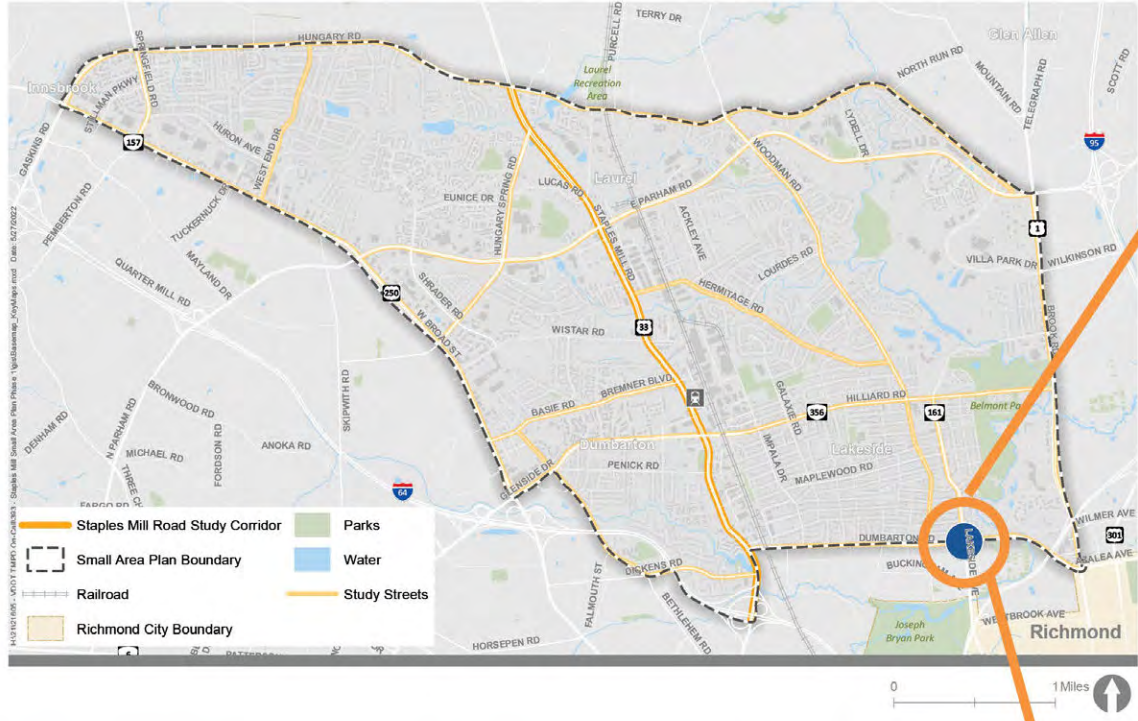 TERRY DR
PURCELL RD
Glen Allen
SPRINGFIELD RD
HUNGARY RD
NORTH RUN RD
MOUNTAIN RD
TELEGRAPH RD
SCOTT RD
Laurel
Recreation
Area
Innsbrook
STILLMAN PKWY
GASKINS RD
157
HURON AVE
WEST END DR
LYDELL DR
95
WOODMAN RD
LUCAS RD
Laurel
E PARHAM RD
EUNICE DR
HUNGARY SPRING RD
STAPLES MILL RD
ACKLEY AVE
PEMBERTON RD
TUCKERNUCK DR
1
MAYLAND DR
QUARTER MILL RD
SHRADER RD
LOURDES RD
VILLA PARK DR
WILKINSON RD
250
HERMITAGE RD
W BROAD ST
WISTAR RD
33
BROOK RD
BRONWOOD RD
SKIPWITH RD
BREMNER BLVD
BASIE RD
GALAXIE RD
HILLIARD RD
356
161
Belmont
DENHAM RD
N PARHAM RD
MICHAEL RD
FORDSON RD
ANOKA RD
Dumbarton
IMPALA DR
Lakeside
GLENSIDE DR
PENICK RD
MAPLEWOOD RD
64
Staples Mill Road Study Corridor
Parks
Small Area Plan Boundary
Water
Railroad
Study Streets
Richmond City Boundary
DUMBARTON RD
LAKESIDE
WILMER AVE
301
AZALEA AVE
DICKENS RD
FALMOUTH ST
BETHLEHEM RD
HORSEPEN RD
WESTBROOK AVE
Joseph
Bryan Park
Richmond
0
1 Miles